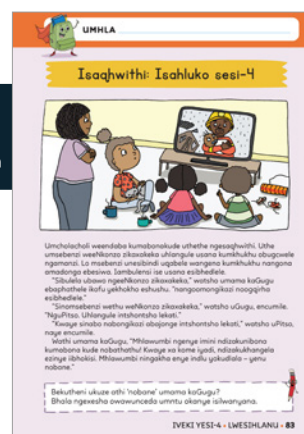 UMHLA
Isaqhwithi: Isahluko sesi-4
Umcholacholi weendaba kumabonakude uthethe ngesaqhwithi. Uthe
umsebenzi weeNkonzo zikaxakeka uhlangule usana kumkhukhu obugcwele
ngamanzi. Lo msebenzi unesibindi uqabele wangena kumkhukhu nangona
amadonga ebesiwa. Iambulensi ise usana esibhedlele.
"Sibulela ubawo ngeeNkonzo zikaxakeka," watsho umama kaGugu
ebaphathele ikofu yekhokho eshushu. "nangoomongikazi noogqirha
esibhedlele."
"Sinomsebenzi wethu weNkonzo zikaxakeka," watsho uGugu, encumile.
"NguPitso. Uhlangule intshontsho lekati."
"Kwaye sinabo nabongikazi abajonge intshontsho lekati," watsho uPitso,
naye encumile.
Wathi umama kaGugu, "Mhlawumbi ngenye imini ndizakunibona
kumabona kude nobathathu! Kwaye xa kome iyadi, ndizakukhangela
ezinye iibhokisi. Mhlawumbi ningakha enye indlu yakudlala – yenu
nobane."
Bekutheni ukuze athi 'nobane' umama kaGugu?
Bhala ngexesha owawunceda umntu okanye isilwanyana.
IVEKI YESI-4 • LWESIHLANU • 83